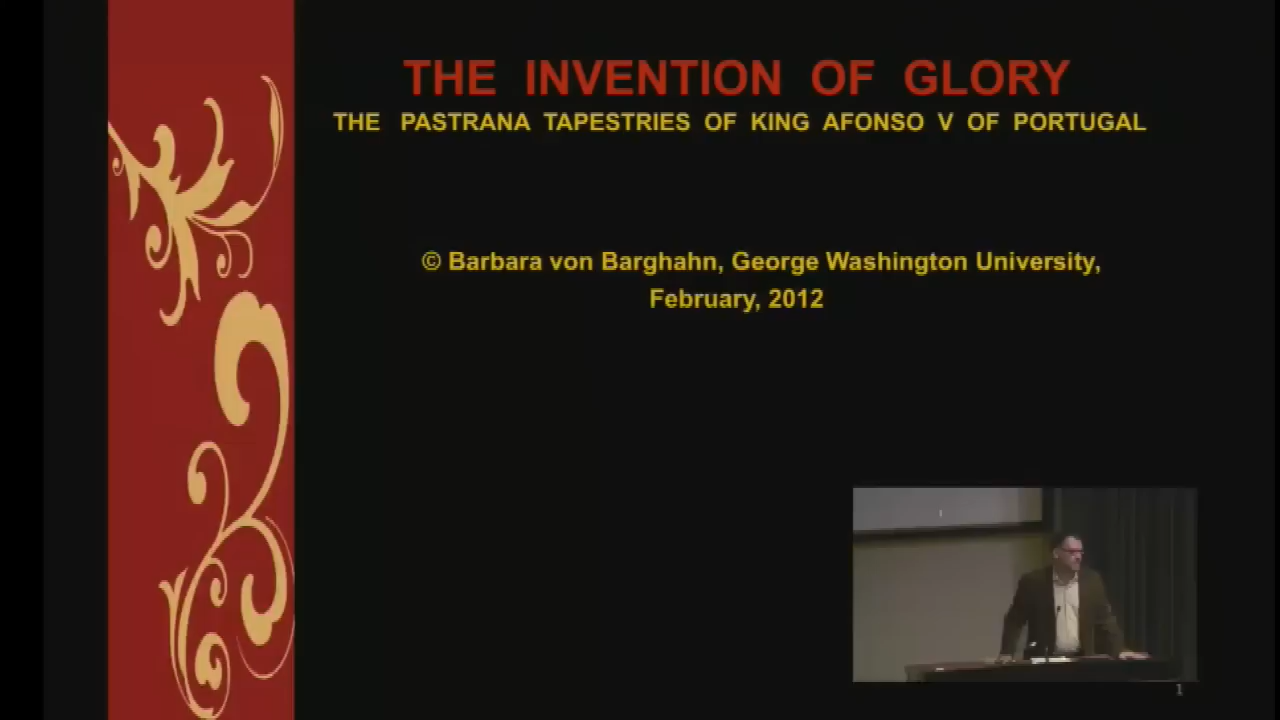 THE INVENTION OF GLORY
THE PASTRANA TAPESTRIES OF KING AFONSO V OF PORTUGAL
© Barbara von Barghahn, George Washington University,
February, 2012
1